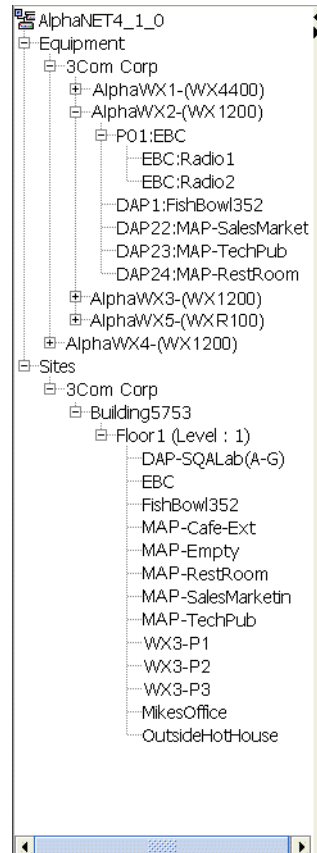 AlphaNET4_1_0
Equipment
3Com Corp
AlphaWX1-(WX4400)
AlphaWX2-(WX1200)
P01:EBC
EBC:Radio1
EBC:Radio2
DAP1:FishBowl352
DAP22:MAP-SalesMarket
DAP23:MAP-TechPub
DAP24:MAP-RestRoom
AlphaWX3-(WX1200)
AlphaWX5-(WXR100)
AlphaWX4-(WX1200)
Sites
3Com Corp
Building5753
Floor1 (Level : 1)
DAP-SQALab(A-G)
EBC
FishBowl352
MAP-Cafe-Ext
MAP-Empty
MAP-RestRoom
MAP-SalesMarketin
MAP-TechPub
WX3-P1
WX3-P2
WX3-P3
MikesOffice
OutsideHotHouse